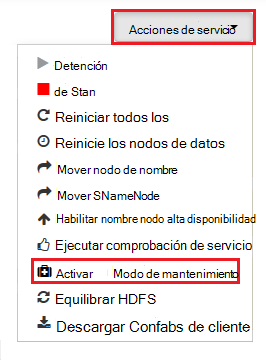 Acciones de servicio
Detención
de Stan
Reiniciar todos los
Reinicie los nodos de datos
Mover nodo de nombre
Mover SNameNode
Habilitar nombre nodo alta disponibilidad
Ejecutar comprobación de servicio
Activar Modo de mantenimiento
Equilibrar HDFS
Descargar Confabs de cliente